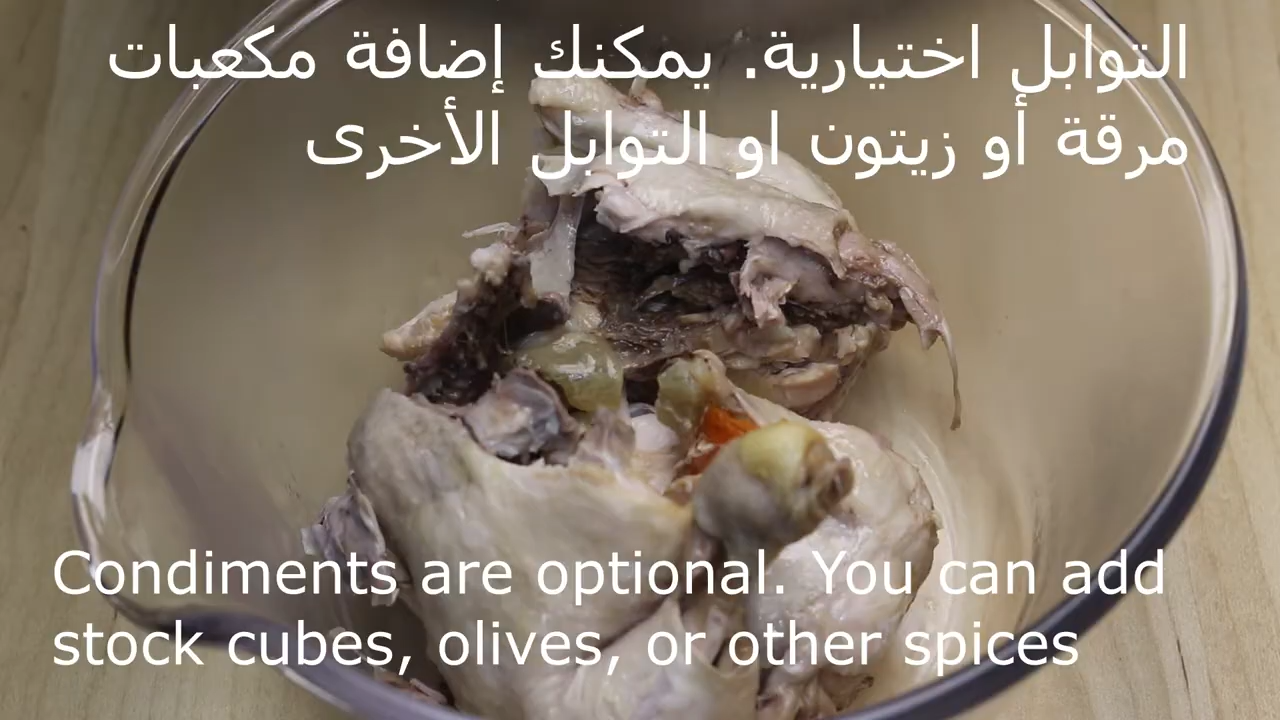 التوابل اختيارية. يمكنك إضافة مكعبات
مرقة أو زيتون او التوابل الأخرى
Condiments are optional. You can add
stock cubes, olives, or other spices